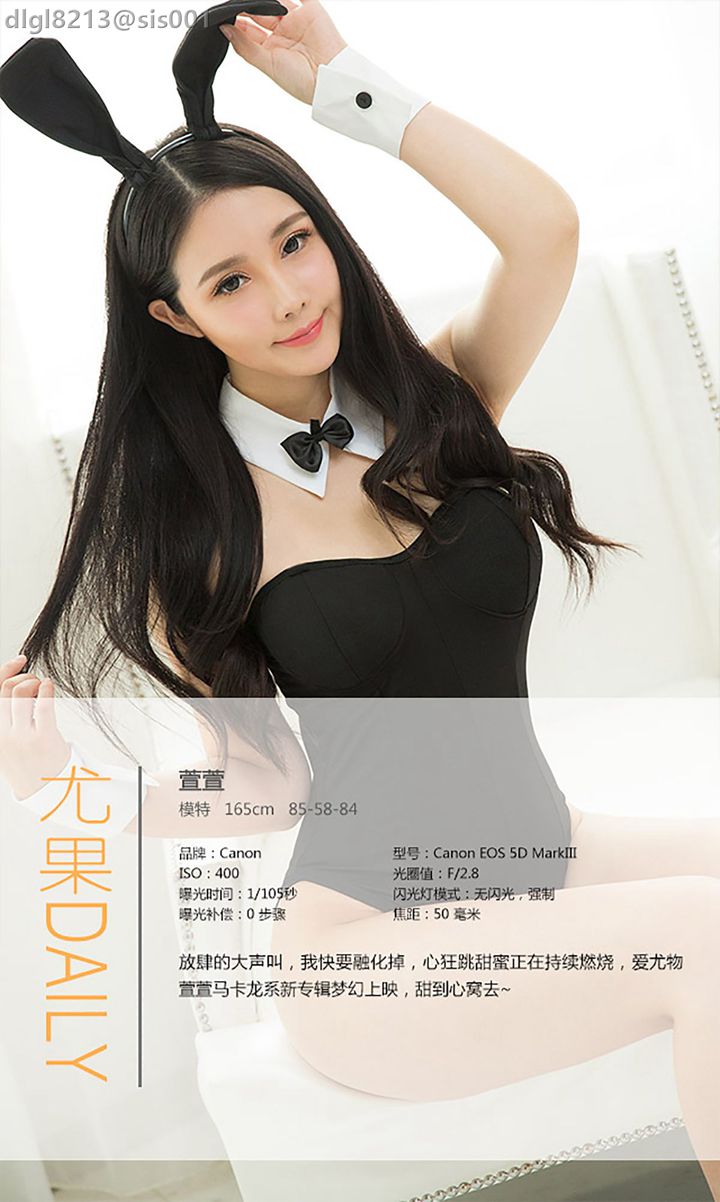 dlgl8213@sis001
尤果DAILY
萱萱
模特 165cm 85-58-84
品牌：Canon
型号：Canon EOS 5D MarkIII
ISO：400
光圈值：F/2.8
曝光时间：1/105秒
闪光灯模式：无闪光，强制
曝光补偿：0 步骤
焦距：50 毫米
放肆的大声叫，我快要融化掉，心狂跳甜蜜正在持续燃烧，爱尤物
萱萱马卡龙系新专辑梦幻上映，甜到心窝去~